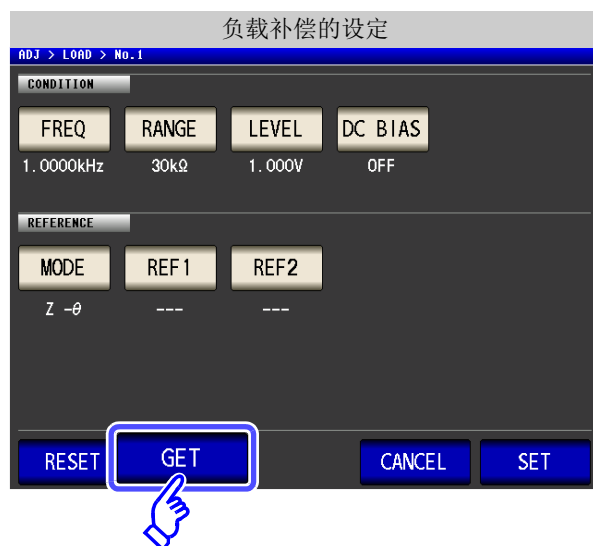 负载补偿的设定
ADJ > LOAD > No.1
CONDITION
FREQ RANGE LEVEL DC BIAS
1.0000kHz 30kΩ 1.000V OFF
REFERENCE
MODE REF1 REF2
Z -θ --- ---
RESET GET CANCEL SET